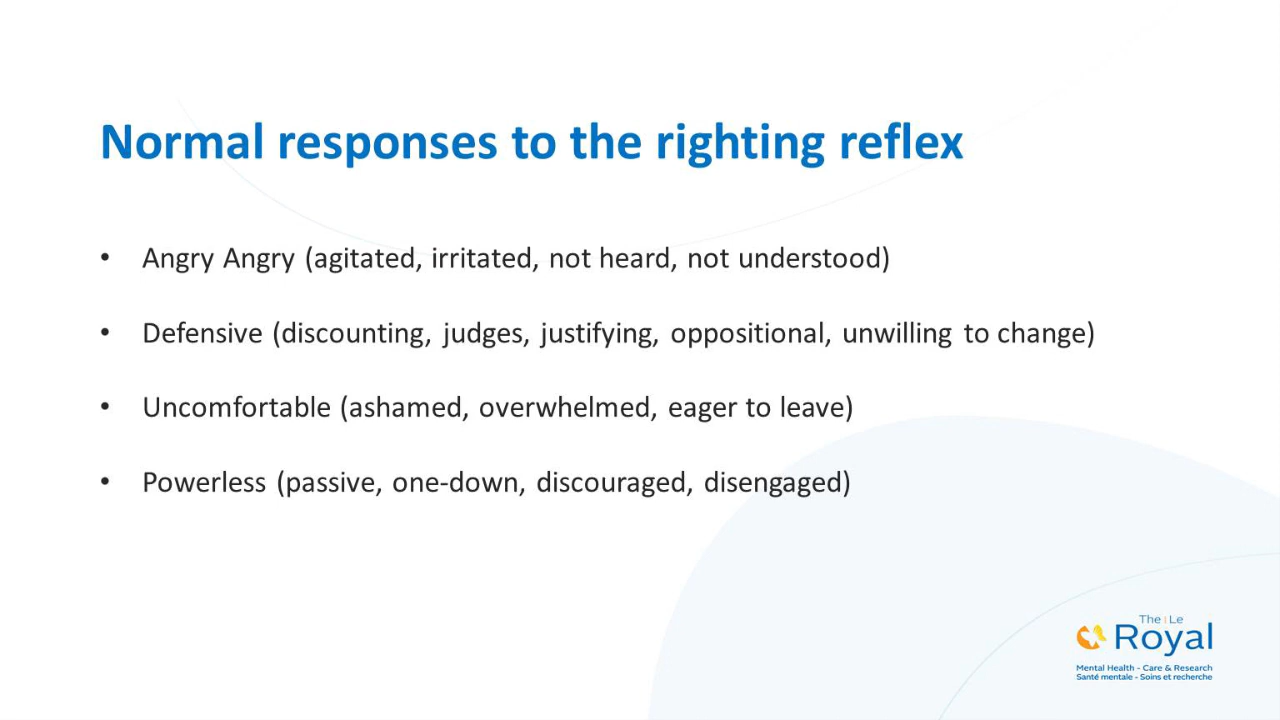 Normal responses to the righting reflex
• Angry Angry (agitated, irritated, not heard, not understood)
• Defensive (discounting, judges, justifying, oppositional, unwilling to change)
• Uncomfortable (ashamed, overwhelmed, eager to leave)
• Powerless (passive, one-down, discouraged, disengaged)
The | Le
Royal
Mental Health - Care & Research
Santé mentale - Soins et recherche